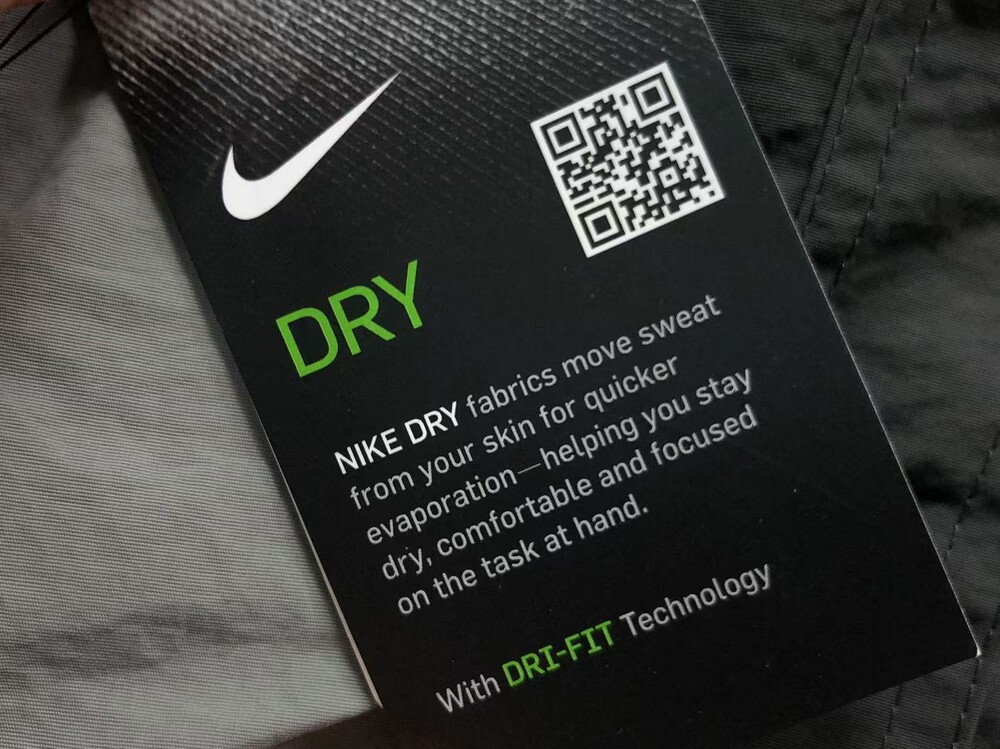 DRY
NIKE DRY fabrics move sweat
from your skin for quicker
evaporation—helping you stay
dry, comfortable and focused
on the task at hand.
With DRI-FIT Technology